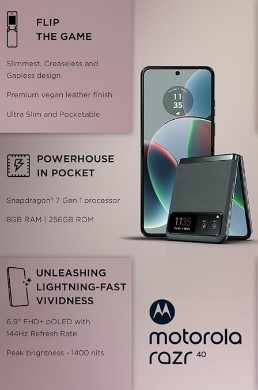 FLIP
THE GAME
Slimmest, Creaseless and
Gapless design
Premium vegan leather finish
Ultra Slim and Pocketable
11
35
POWERHOUSE
IN POCKET
Snapdragon® 7 Gen 1 processor
8GB RAM | 256GB ROM
11:35
UNLEASHING
LIGHTNING-FAST
VIVIDNESS
6.9" FHD+ pOLED with
144Hz Refresh Rate
Peak brightness - 1400 nits
motorola
razr 40